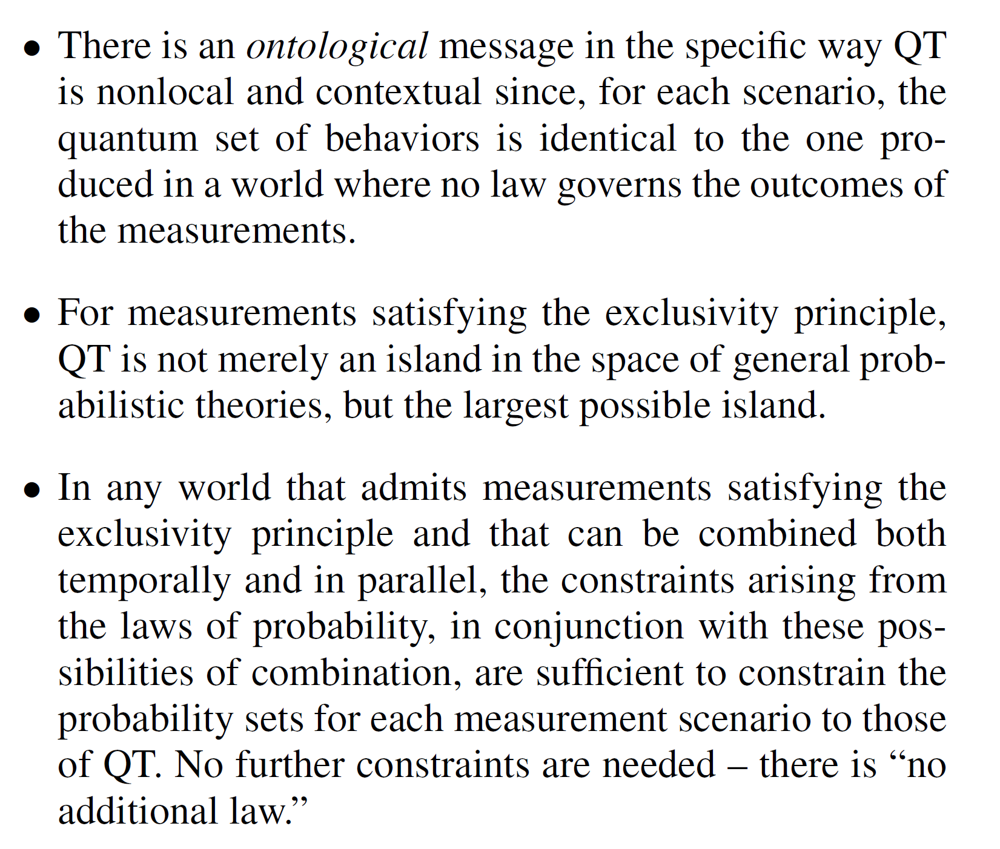 • There is an ontological message in the specific way QT
is nonlocal and contextual since, for each scenario, the
quantum set of behaviors is identical to the one pro-
duced in a world where no law governs the outcomes of
the measurements.
• For measurements satisfying the exclusivity principle,
QT is not merely an island in the space of general prob-
abilistic theories, but the largest possible island.
• In any world that admits measurements satisfying the
exclusivity principle and that can be combined both
temporally and in parallel, the constraints arising from
the laws of probability, in conjunction with these pos-
sibilities of combination, are sufficient to constrain the
probability sets for each measurement scenario to those
of QT. No further constraints are needed – there is “no
additional law.”